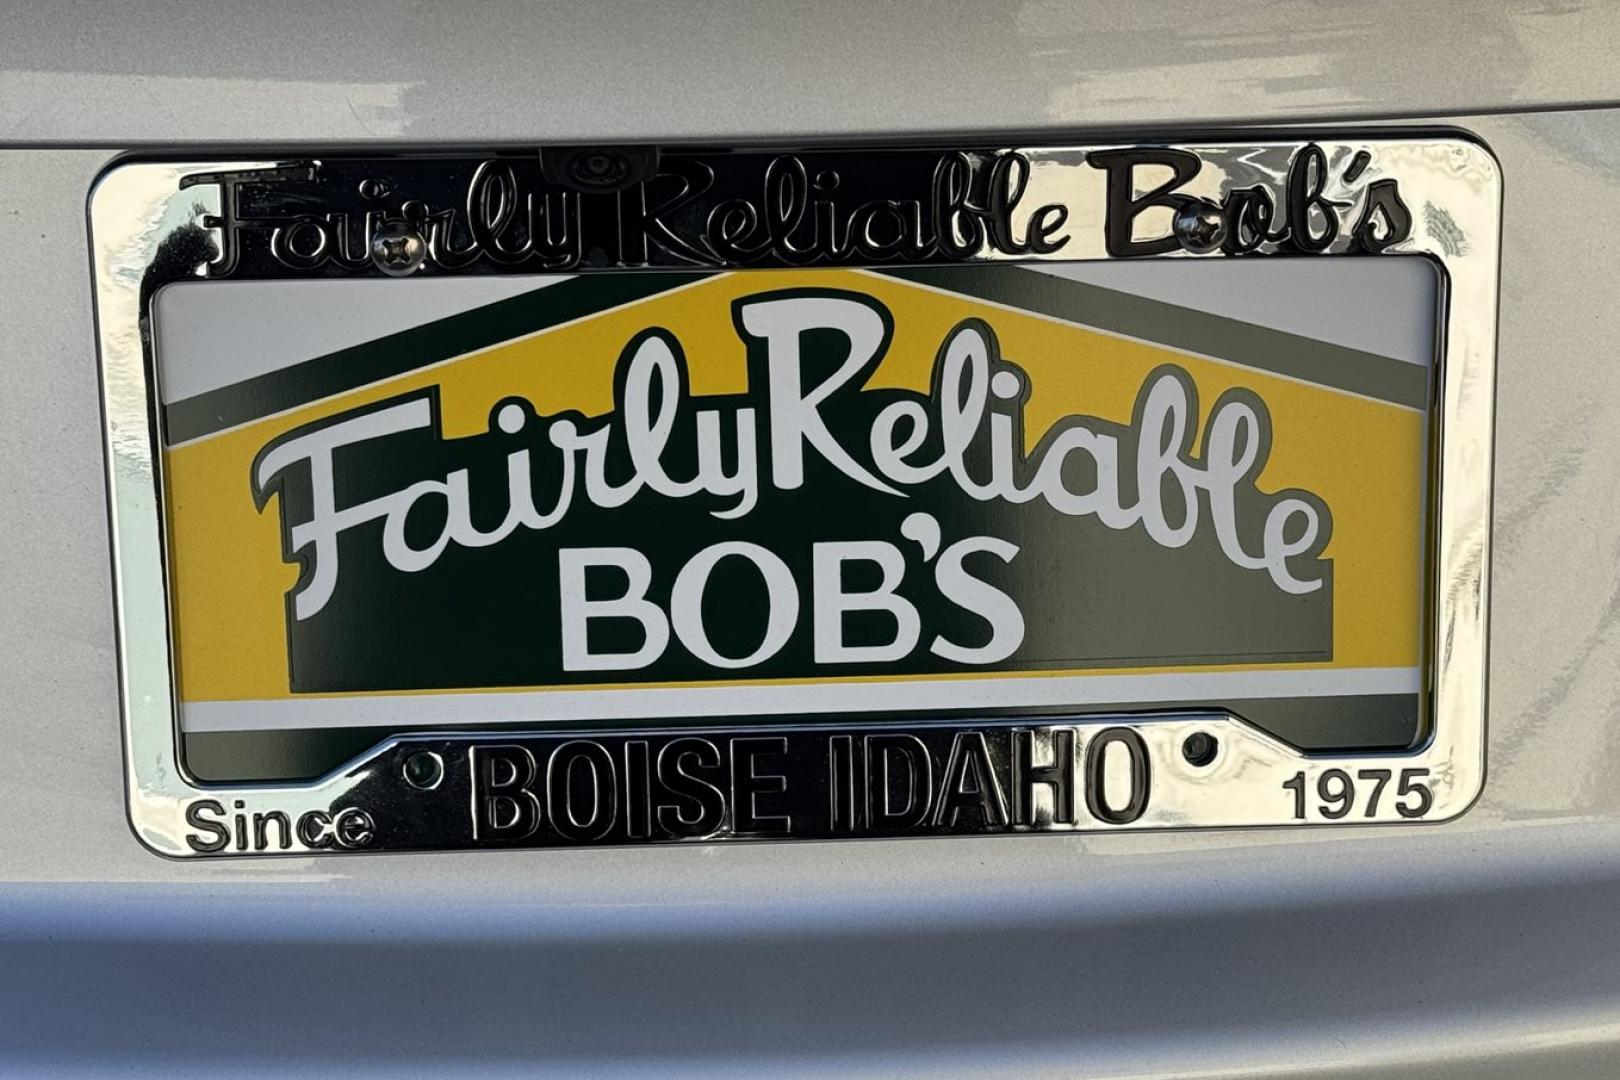 Fairly Reliable Bob's
Fairly Reliable
BOB'S
Since BOISE IDAHO 1975